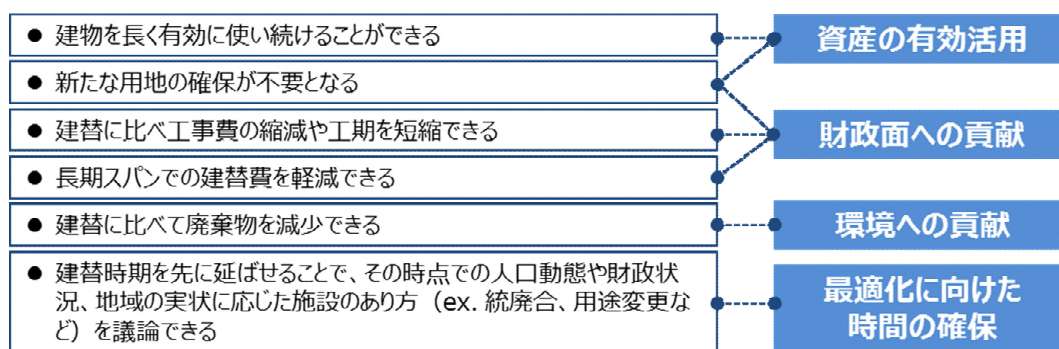 ● 建物を長く有効に使い続けることができる
● 新たな用地の確保が不要となる
● 建替に比べ工事費の縮減や工期を短縮できる
● 長期スパンでの建替費を軽減できる
● 建替に比べて廃棄物を減少できる
● 建替時期を先に延ばせることで、その時点での人口動態や財政状
況、地域の実状に応じた施設のあり方（ex. 統廃合、用途変更な
ど）を議論できる
資産の有効活用
財政面への貢献
環境への貢献
最適化に向けた
時間の確保